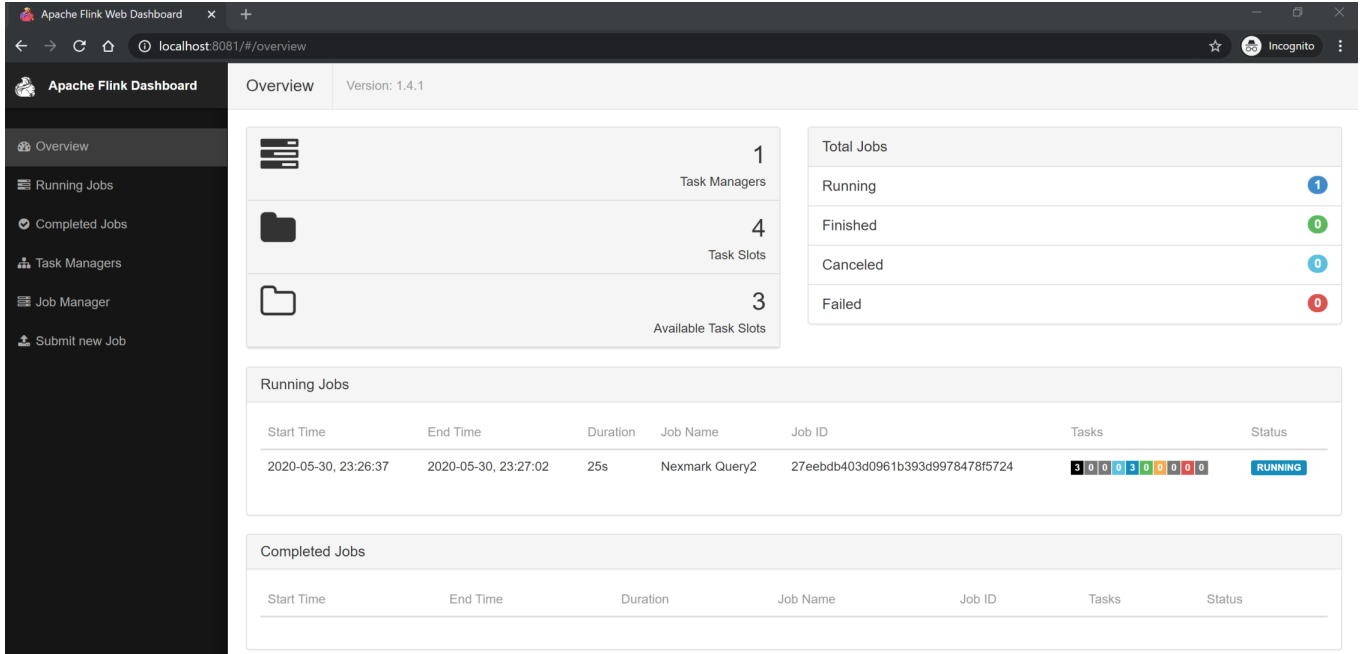 Apache Flink Web Dashboard
localhost:8081/#/overview
Incognito
Apache Flink Dashboard
Overview
Version: 1.4.1
Overview
Running Jobs
Completed Jobs
Task Managers
Job Manager
Submit new Job
1
Task Managers
4
Task Slots
3
Available Task Slots
Total Jobs
Running 1
Finished 0
Canceled 0
Failed 0
Running Jobs
Start Time End Time Duration Job Name Job ID Tasks Status
2020-05-30, 23:26:37 2020-05-30, 23:27:02 25s Nexmark Query2 27eebdb403d0961b393d9978478f5724 3 0 0 0 3 0 0 0 0 0 RUNNING
Completed Jobs
Start Time End Time Duration Job Name Job ID Tasks Status